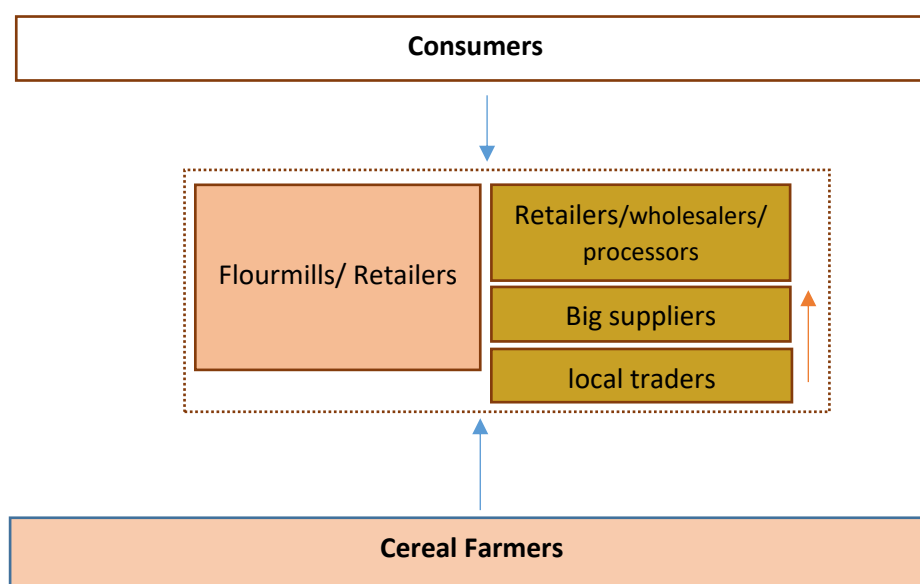 Consumers
Flourmills/ Retailers
Retailers/wholesalers/
processors
Big suppliers
local traders
Cereal Farmers